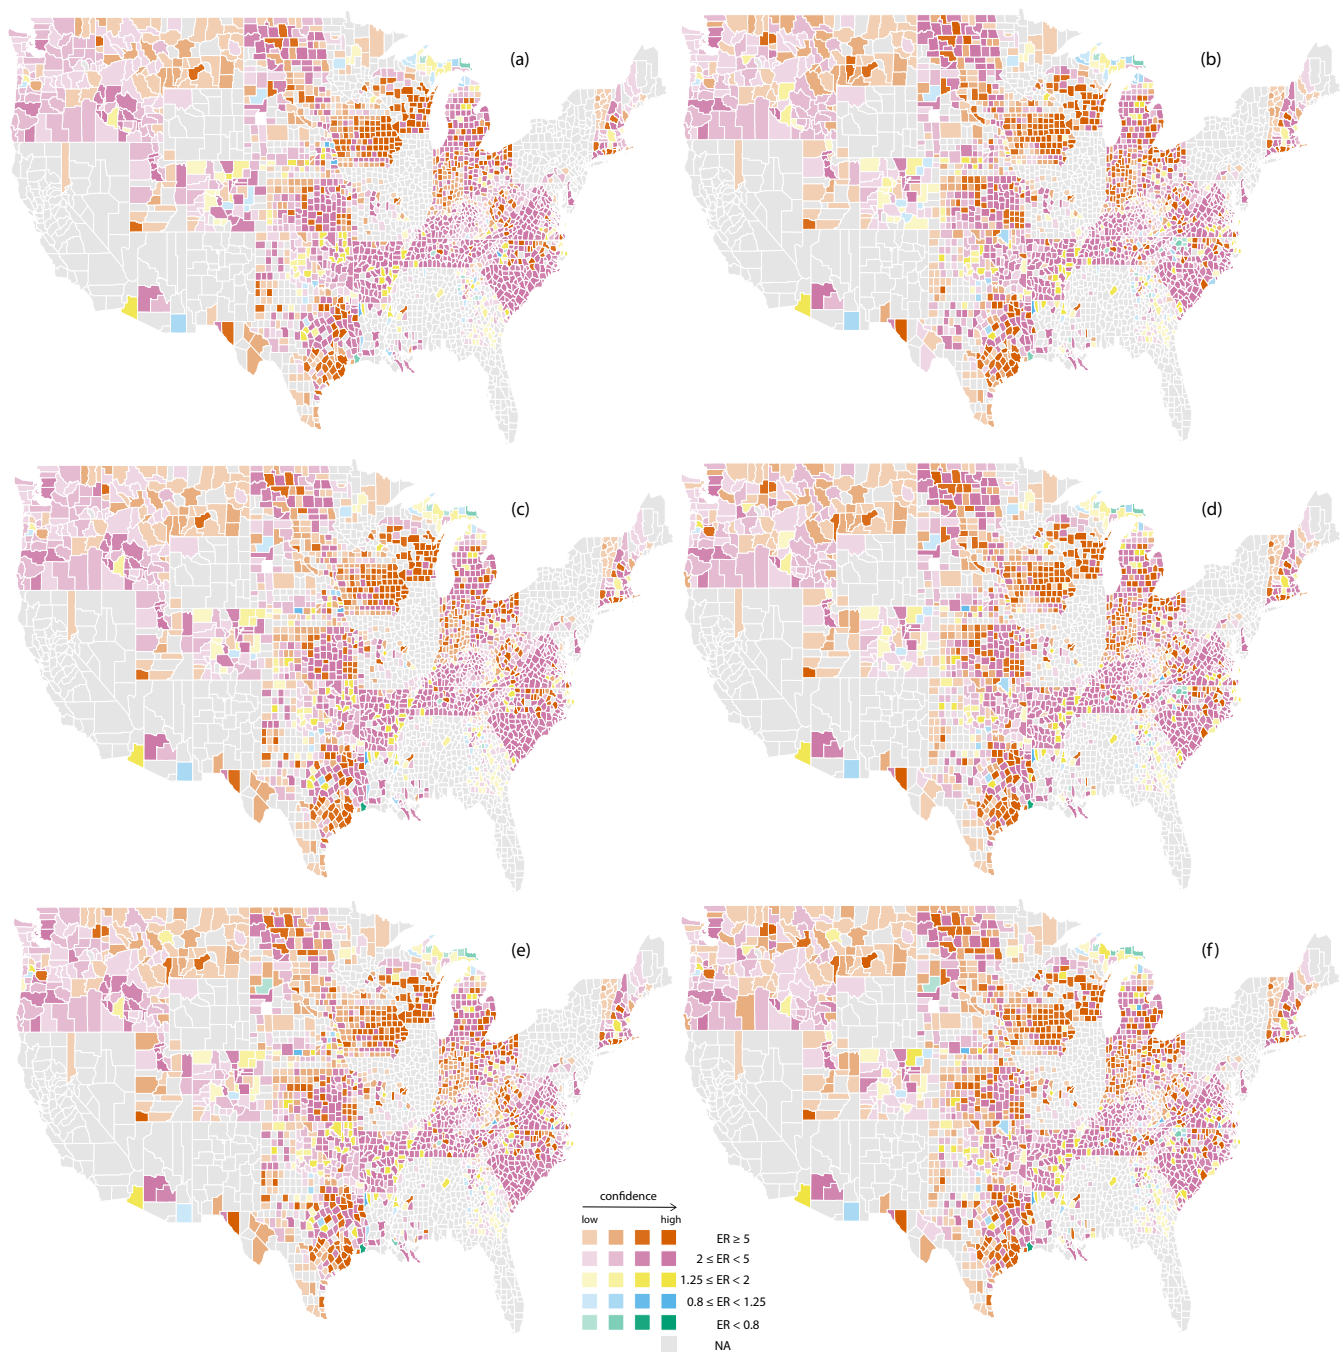 (a)
(b)
(c)
(d)
(e)
(f)
confidence
low high
ER ≥ 5
2 ≤ ER < 5
1.25 ≤ ER < 2
0.8 ≤ ER < 1.25
ER < 0.8
NA